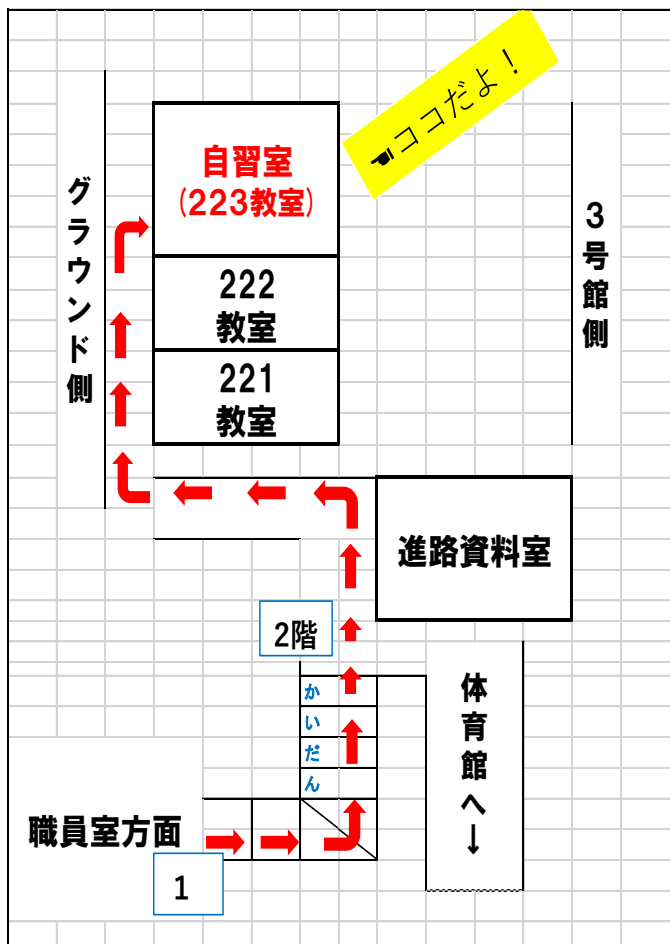 ☚ココだよ！
自習室
(223教室)
グラウンド側
3号館側
222
教室
221
教室
進路資料室
2階
かいだん
体育館へ↓
職員室方面
1